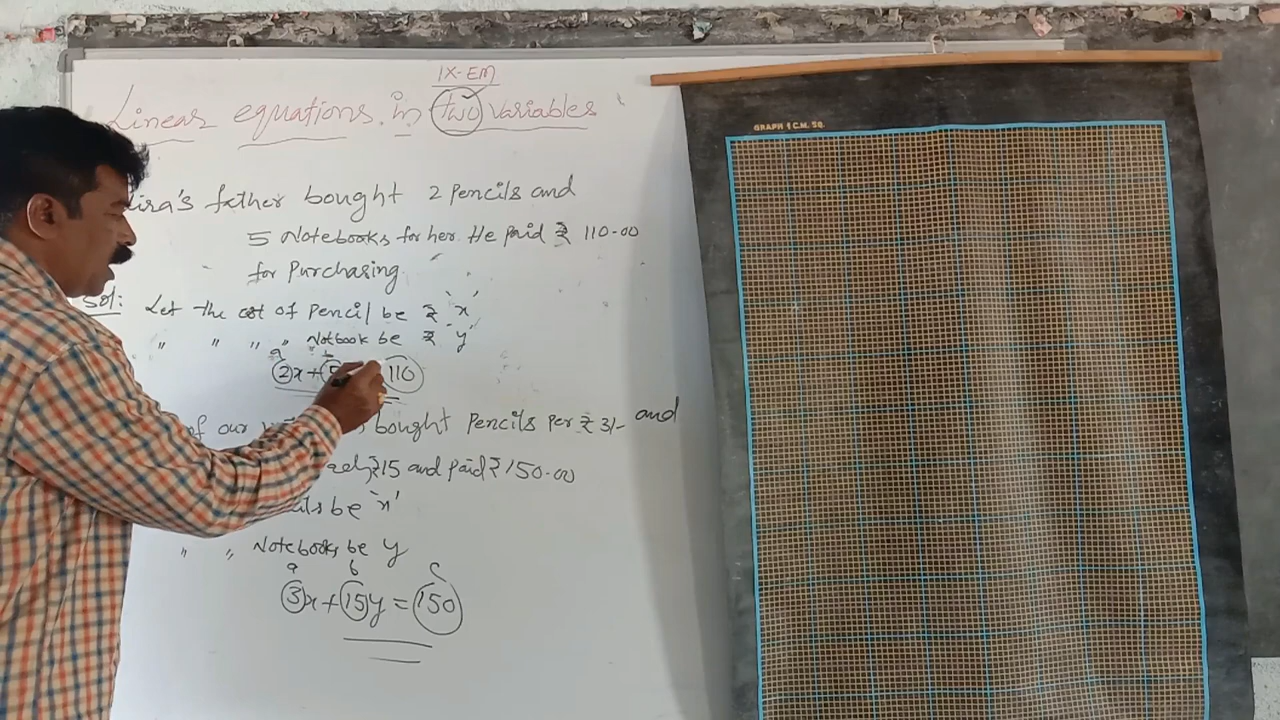 IX-EM
Linear equations in two variables
father bought 2 Pencils and
5 Notebooks for her. He paid ₹ 110-00
for Purchasing
Sol: Let the cost of Pencil be ₹ 'x'
" " " " Notbook be ₹ 'y'
a b
2x+ 110
of our bought Pencils per ₹ 3/- and
₹15 and paid ₹150-00
be 'x'
" " Notebooks be y
a b c
3x+15y=150
GRAPH 1 C.M. SQ.